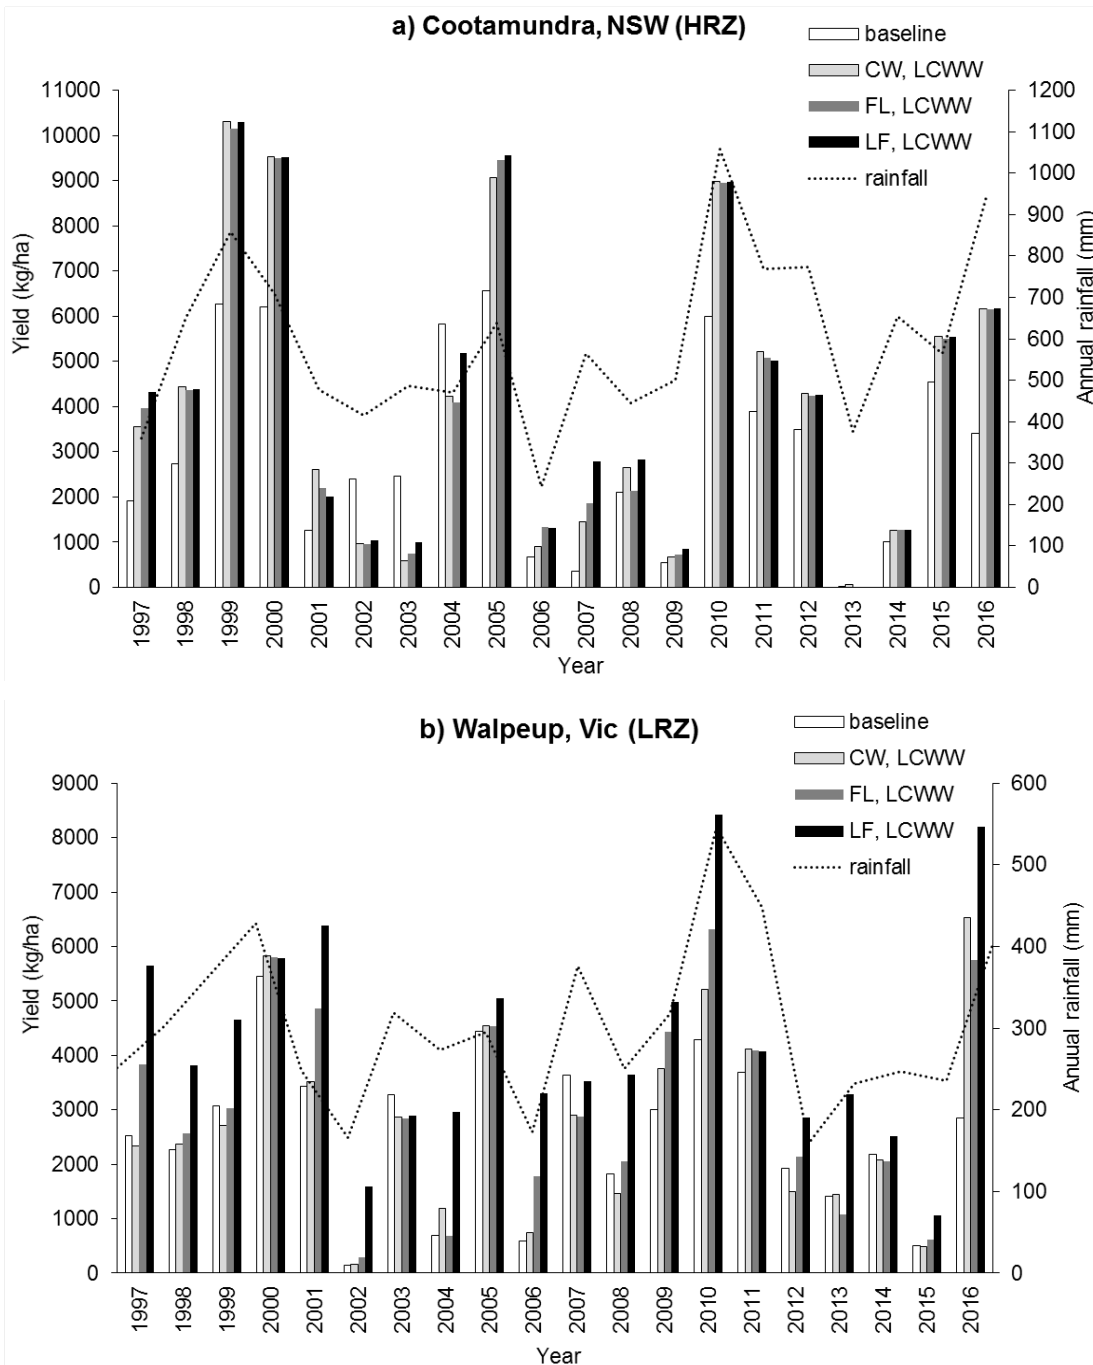 a) Cootamundra, NSW (HRZ)
baseline
CW, LCWW
FL, LCWW
LF, LCWW
rainfall
Yield (kg/ha)
11000
10000
9000
8000
7000
6000
5000
4000
3000
2000
1000
0
1200
1100
1000
900
800
700
600
500
400
300
200
100
0
Annual rainfall (mm)
1997 1998 1999 2000 2001 2002 2003 2004 2005 2006 2007 2008 2009 2010 2011 2012 2013 2014 2015 2016
Year
b) Walpeup, Vic (LRZ)
baseline
CW, LCWW
FL, LCWW
LF, LCWW
rainfall
Yield (kg/ha)
9000
8000
7000
6000
5000
4000
3000
2000
1000
0
600
500
400
300
200
100
0
Anuual rainfall (mm)
1997 1998 1999 2000 2001 2002 2003 2004 2005 2006 2007 2008 2009 2010 2011 2012 2013 2014 2015 2016
Year